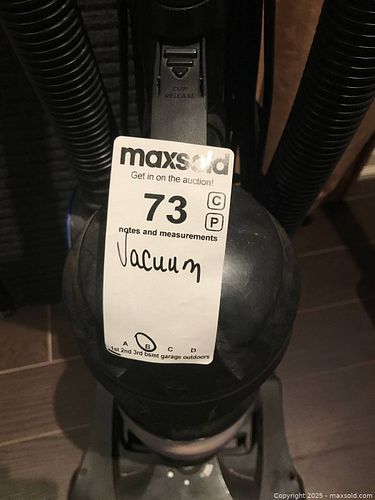 CUP
RELEASE
maxsold
Get in on the auction!
73
C
P
notes and measurements
Vacuum
A B C D
1st 2nd 3rd bsmt garage outdoors
Copyright 2025 - maxsold.com